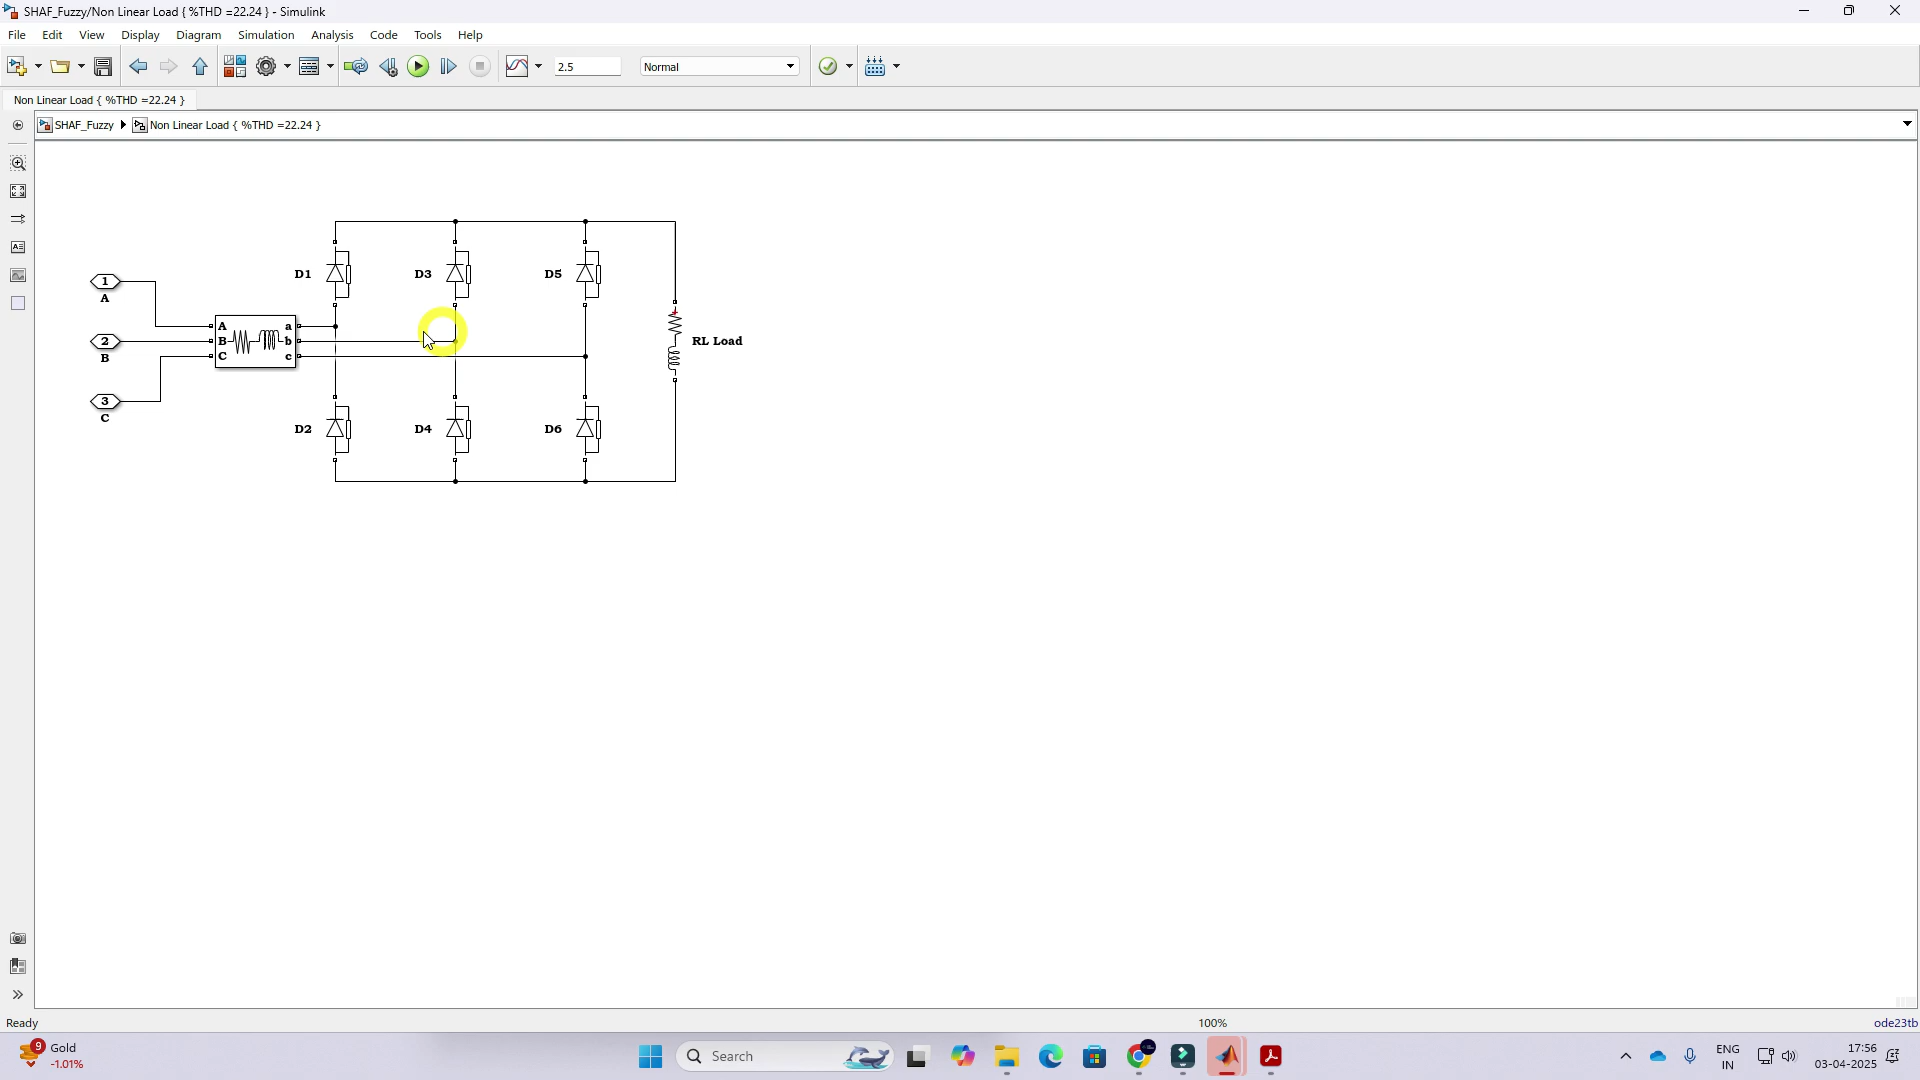 SHAF_Fuzzy/Non Linear Load { %THD =22.24 } - Simulink
File Edit View Display Diagram Simulation Analysis Code Tools Help
2.5 Normal
Non Linear Load { %THD =22.24 }
SHAF_Fuzzy Non Linear Load { %THD =22.24 }
D1 D3 D5
1
A
A a
2 B b RL Load
B
C c
3
C
D2 D4 D6
Ready 100% ode23tb
9 Gold
-1.01%
Search
ENG
IN
17:56
03-04-2025